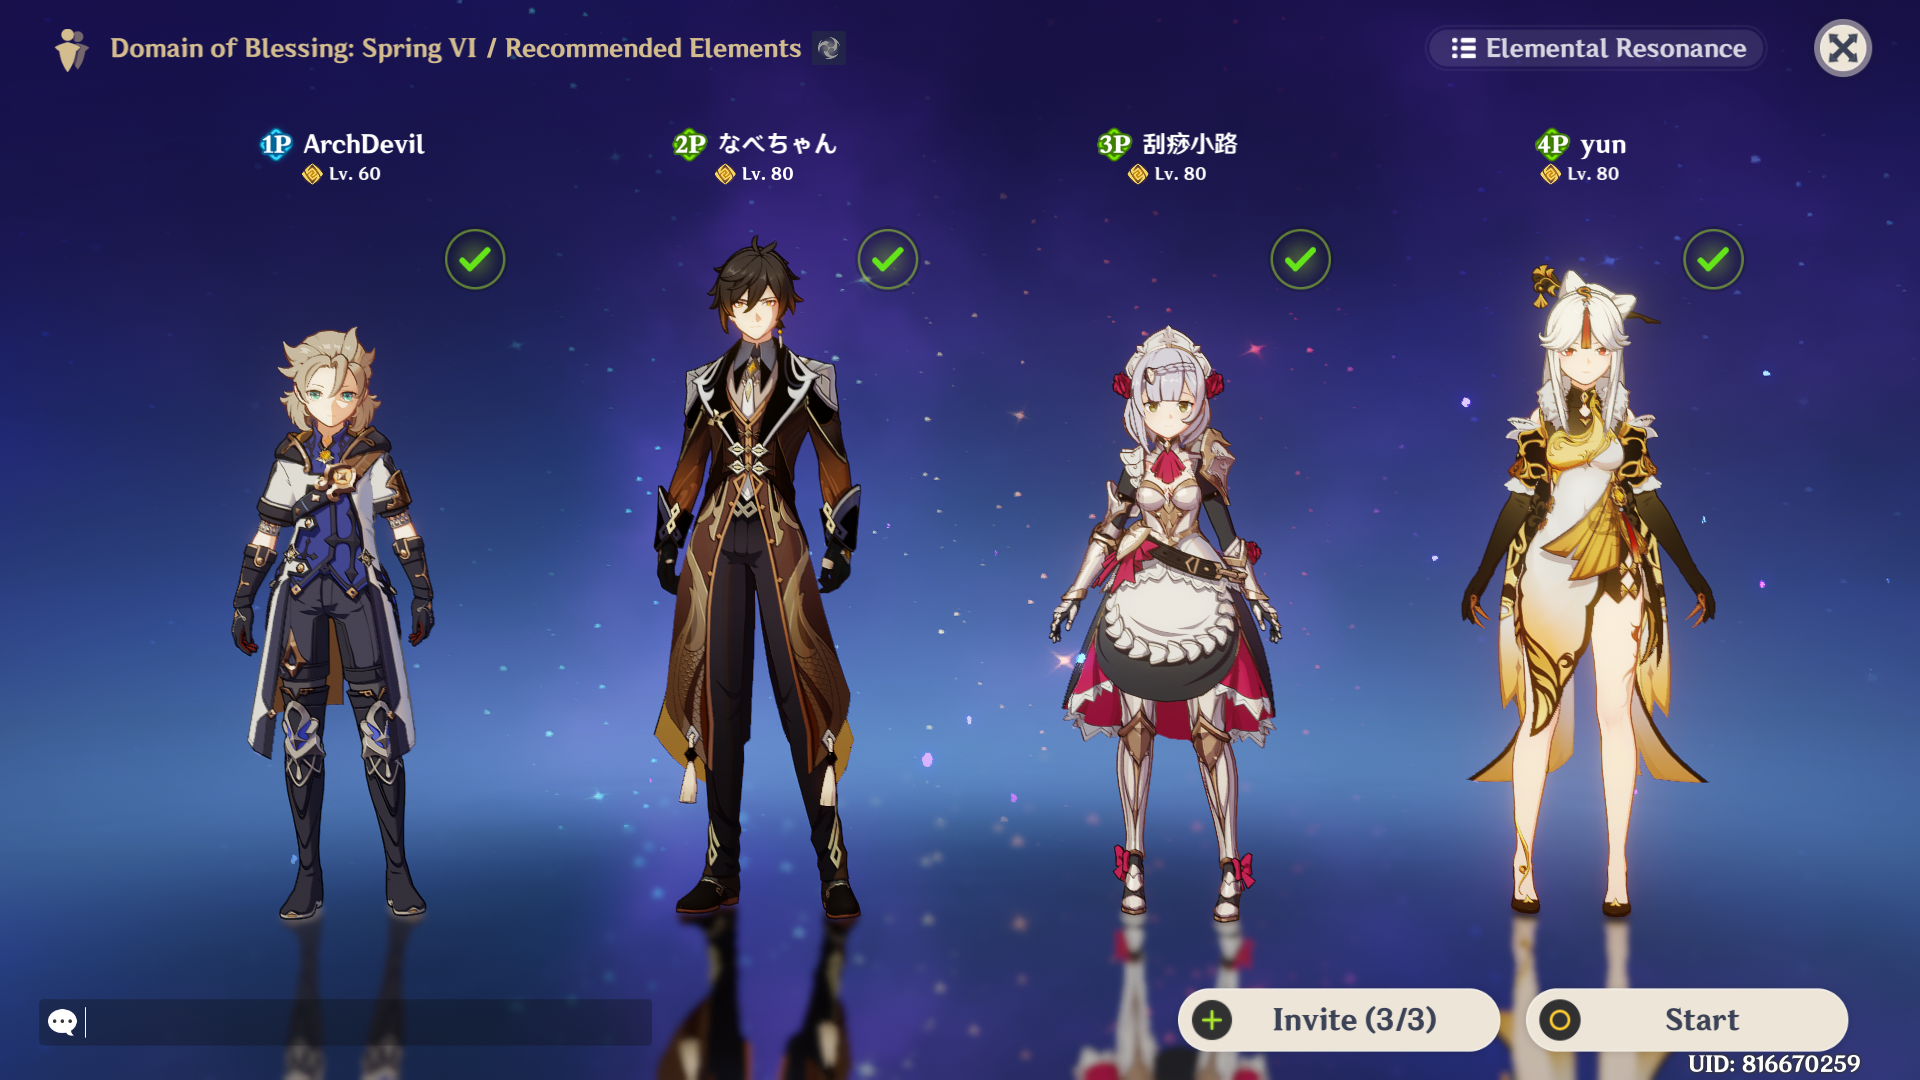 Domain of Blessing: Spring VI / Recommended Elements
Elemental Resonance
1P ArchDevil
Lv. 60
2P なべちゃん
Lv. 80
3P 刮痧小路
Lv. 80
4P yun
Lv. 80
Invite (3/3)
Start
UID: 816670259